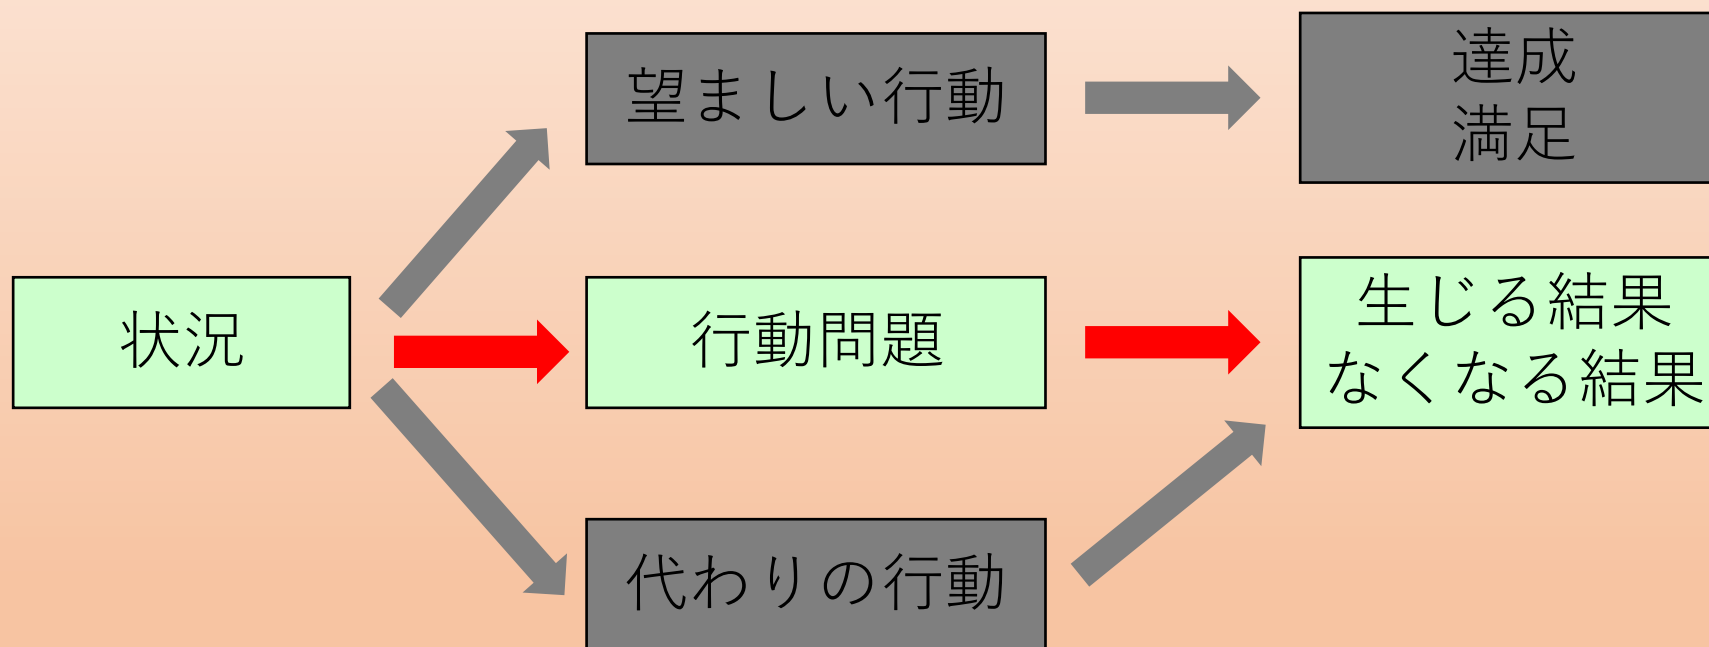 望ましい行動
達成
満足
状況
行動問題
生じる結果
なくなる結果
代わりの行動